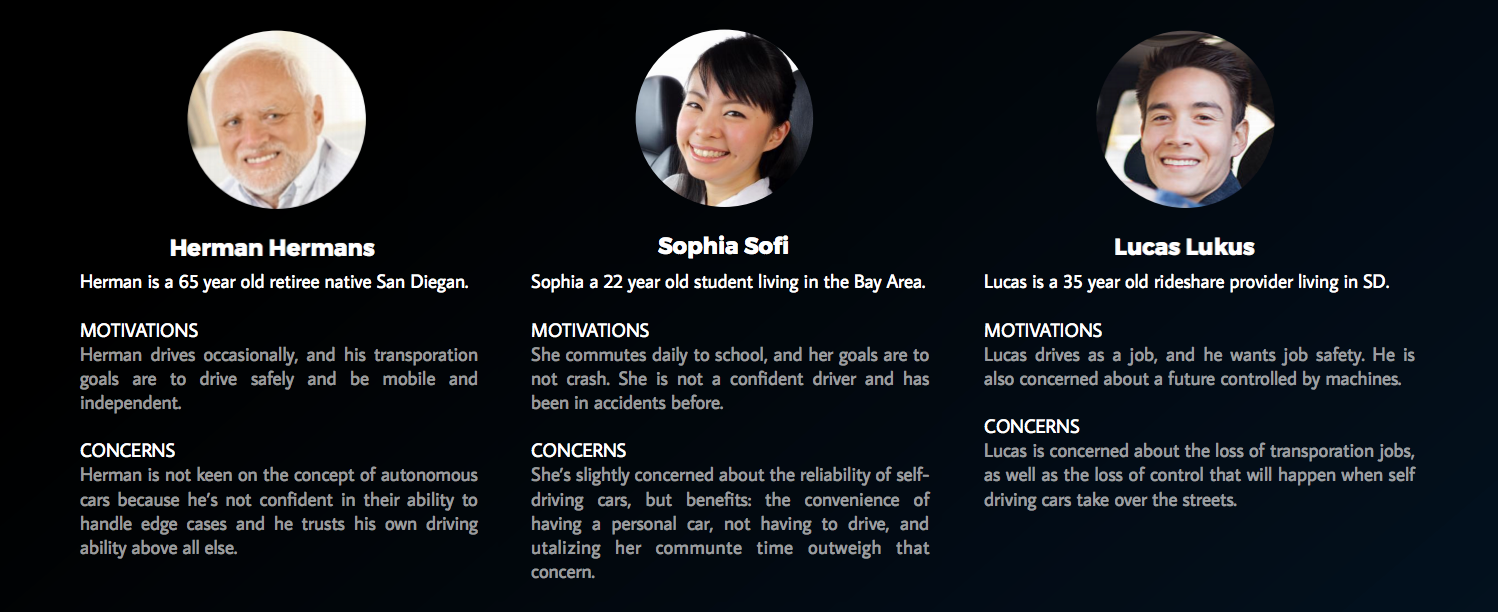 Herman Hermans
Herman is a 65 year old retiree native San Diegan.
MOTIVATIONS
Herman drives occasionally, and his transporation
goals are to drive safely and be mobile and
independent.
CONCERNS
Herman is not keen on the concept of autonomous
cars because he's not confident in their ability to
handle edge cases and he trusts his own driving
ability above all else.
Sophia Sofi
Sophia a 22 year old student living in the Bay Area.
MOTIVATIONS
She commutes daily to school, and her goals are to
not crash. She is not a confident driver and has
been in accidents before.
CONCERNS
She's slightly concerned about the reliability of self-
driving cars, but benefits: the convenience of
having a personal car, not having to drive, and
utalizing her communte time outweigh that
concern.
Lucas Lukus
Lucas is a 35 year old rideshare provider living in SD.
MOTIVATIONS
Lucas drives as a job, and he wants job safety. He is
also concerned about a future controlled by machines.
CONCERNS
Lucas is concerned about the loss of transporation jobs,
as well as the loss of control that will happen when self
driving cars take over the streets.